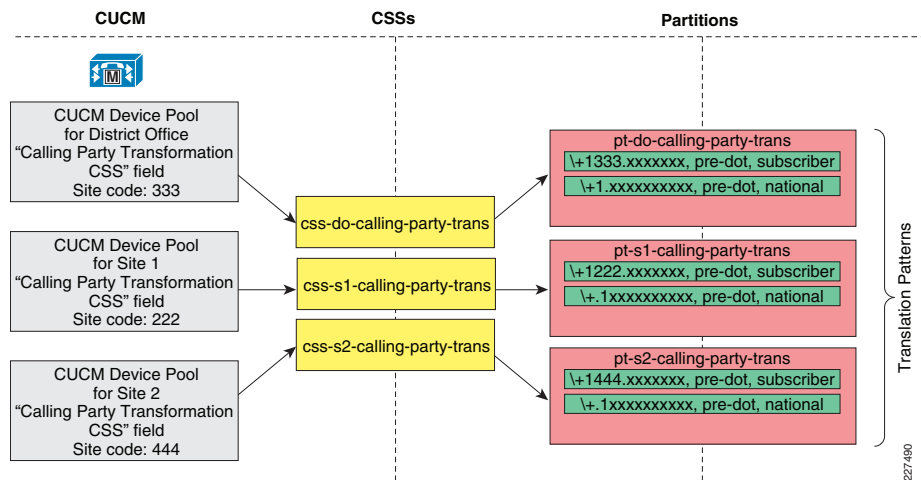 CUCM
CSSs
Partitions
M
CUCM Device Pool
for District Office
“Calling Party Transformation
CSS” field
Site code: 333
CUCM Device Pool
for Site 1
“Calling Party Transformation
CSS” field
Site code: 222
CUCM Device Pool
for Site 2
“Calling Party Transformation
CSS” field
Site code: 444
css-do-calling-party-trans
css-s1-calling-party-trans
css-s2-calling-party-trans
pt-do-calling-party-trans
\+1333.xxxxxxx, pre-dot, subscriber
\+1.xxxxxxxxxx, pre-dot, national
pt-s1-calling-party-trans
\+1222.xxxxxxx, pre-dot, subscriber
\+.1xxxxxxxxxx, pre-dot, national
pt-s2-calling-party-trans
\+1444.xxxxxxx, pre-dot, subscriber
\+.1xxxxxxxxxx, pre-dot, national
Translation Patterns
227490